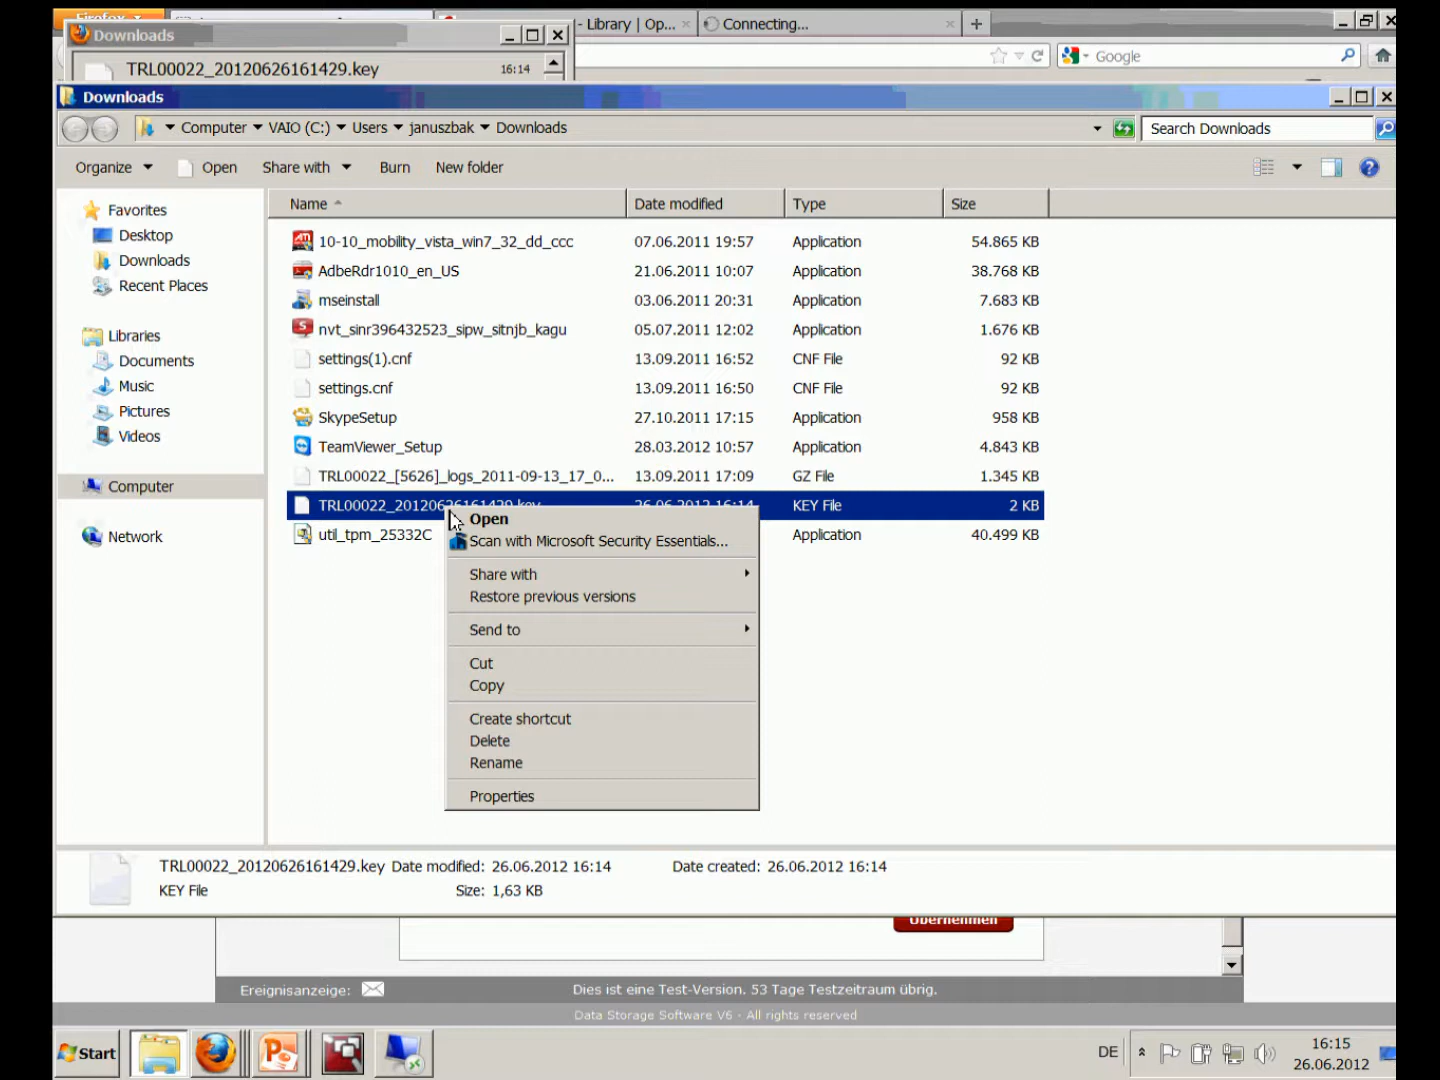 Firefox
- Library | Op... × Connecting... ×
Downloads
TRL00022_20120626161429.key 16:14
Google
Downloads
Computer VAIO (C:) Users januszbak Downloads
Search Downloads
Organize Open Share with Burn New folder
Name Date modified Type Size
Favorites
Desktop
Downloads
Recent Places
Libraries
Documents
Music
Pictures
Videos
Computer
Network
10-10_mobility_vista_win7_32_dd_ccc 07.06.2011 19:57 Application 54.865 KB
AdbeRdr1010_en_US 21.06.2011 10:07 Application 38.768 KB
mseinstall 03.06.2011 20:31 Application 7.683 KB
nvt_sinr396432523_sipw_sitnjb_kagu 05.07.2011 12:02 Application 1.676 KB
settings(1).cnf 13.09.2011 16:52 CNF File 92 KB
settings.cnf 13.09.2011 16:50 CNF File 92 KB
SkypeSetup 27.10.2011 17:15 Application 958 KB
TeamViewer_Setup 28.03.2012 10:57 Application 4.843 KB
TRL00022_[5626]_logs_2011-09-13_17_0... 13.09.2011 17:09 GZ File 1.345 KB
TRL00022_20120626161429.key 26.06.2012 16:14 KEY File 2 KB
util_tpm_25332C Application 40.499 KB
Open
Scan with Microsoft Security Essentials...
Share with
Restore previous versions
Send to
Cut
Copy
Create shortcut
Delete
Rename
Properties
TRL00022_20120626161429.key Date modified: 26.06.2012 16:14 Date created: 26.06.2012 16:14
KEY File Size: 1,63 KB
Übernehmen
Ereignisanzeige: Dies ist eine Test-Version. 53 Tage Testzeitraum übrig.
Data Storage Software V6 - All rights reserved
Start DE 16:15
26.06.2012